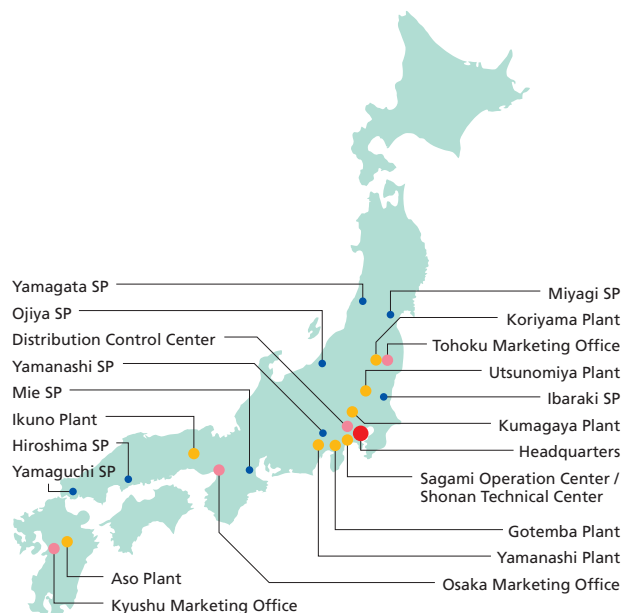 Yamagata SP
Ojiya SP
Distribution Control Center
Yamanashi SP
Mie SP
Ikuno Plant
Hiroshima SP
Yamaguchi SP
Miyagi SP
Koriyama Plant
Tohoku Marketing Office
Utsunomiya Plant
Ibaraki SP
Kumagaya Plant
Headquarters
Sagami Operation Center /
Shonan Technical Center
Gotemba Plant
Yamanashi Plant
Osaka Marketing Office
Aso Plant
Kyushu Marketing Office